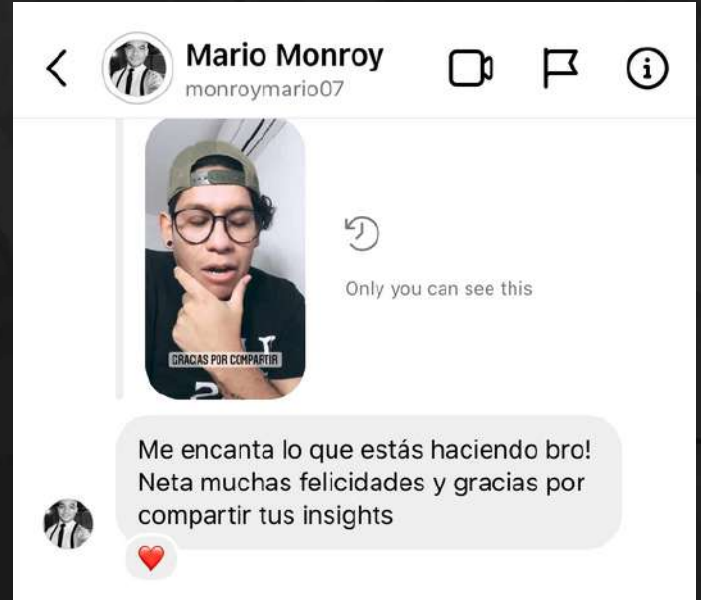 Mario Monroy
monroymario07
Only you can see this
GRACIAS POR COMPARTIR
Me encanta lo que estás haciendo bro!
Neta muchas felicidades y gracias por
compartir tus insights